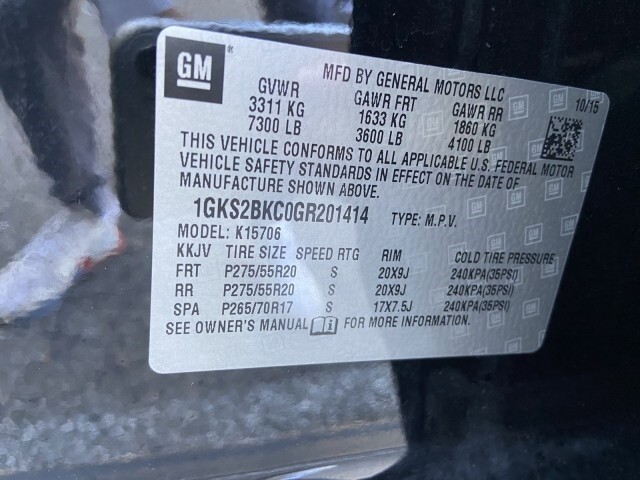 GM
MFD BY GENERAL MOTORS LLC
10/15
GVWR GAWR FRT GAWR RR
3311 KG 1633 KG 1860 KG
7300 LB 3600 LB 4100 LB
THIS VEHICLE CONFORMS TO ALL APPLICABLE U.S. FEDERAL MOTOR
VEHICLE SAFETY STANDARDS IN EFFECT ON THE DATE OF
MANUFACTURE SHOWN ABOVE.
1GKS2BKC0GR201414 TYPE: M.P.V.
MODEL: K15706
KKJV TIRE SIZE SPEED RTG RIM COLD TIRE PRESSURE
FRT P275/55R20 S 20X9J 240KPA(35PSI)
RR P275/55R20 S 20X9J 240KPA(35PSI)
SPA P265/70R17 S 17X7.5J 240KPA(35PSI)
SEE OWNER'S MANUAL FOR MORE INFORMATION.